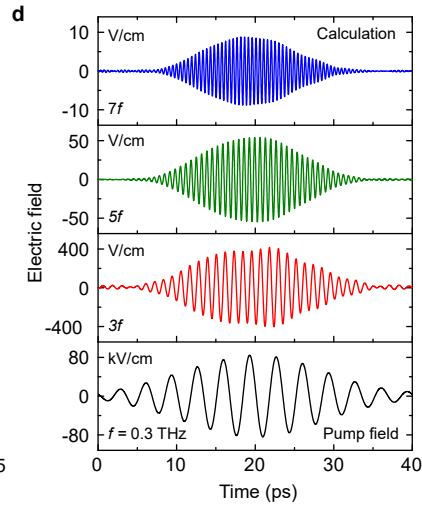 d
V/cm
Calculation
10
0
-10
7f
V/cm
50
0
-50
5f
V/cm
400
0
-400
3f
kV/cm
80
0
-80
f = 0.3 THz
Pump field
Electric field
0 10 20 30 40
Time (ps)
5